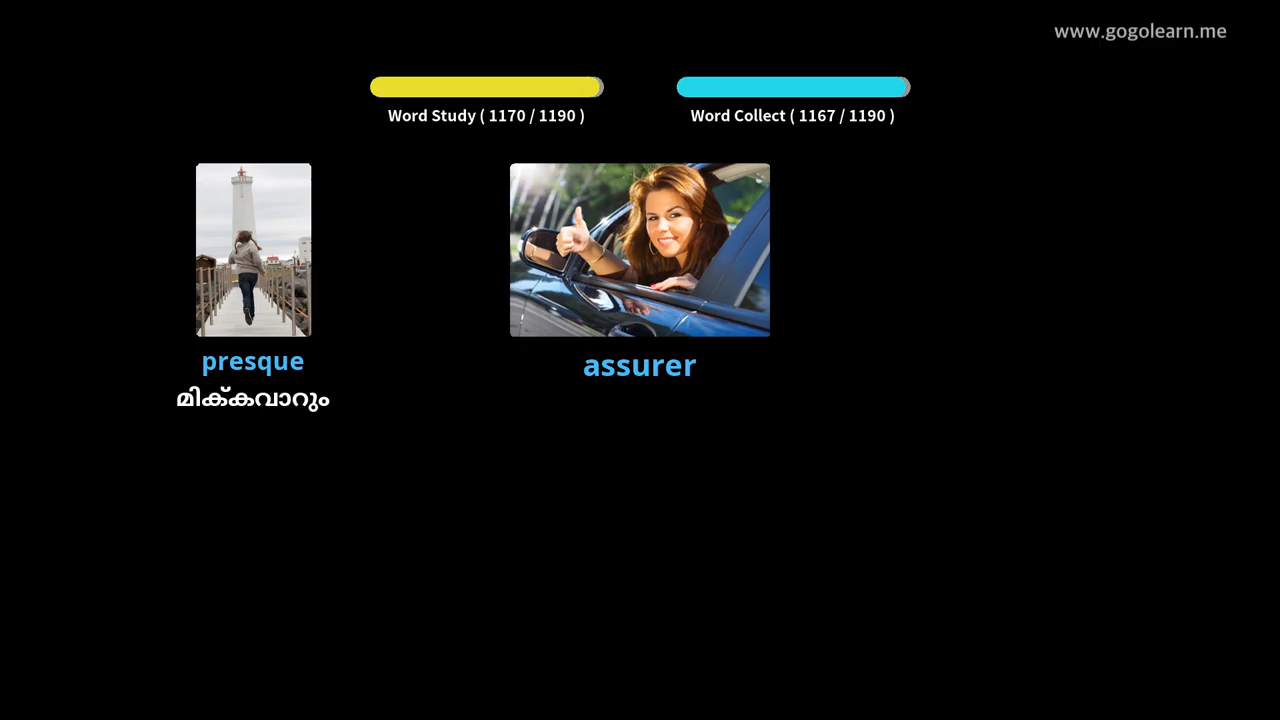 www.gogolearn.me
Word Study ( 1170 / 1190 )
Word Collect ( 1167 / 1190 )
presque
മിക്കവാറും
assurer